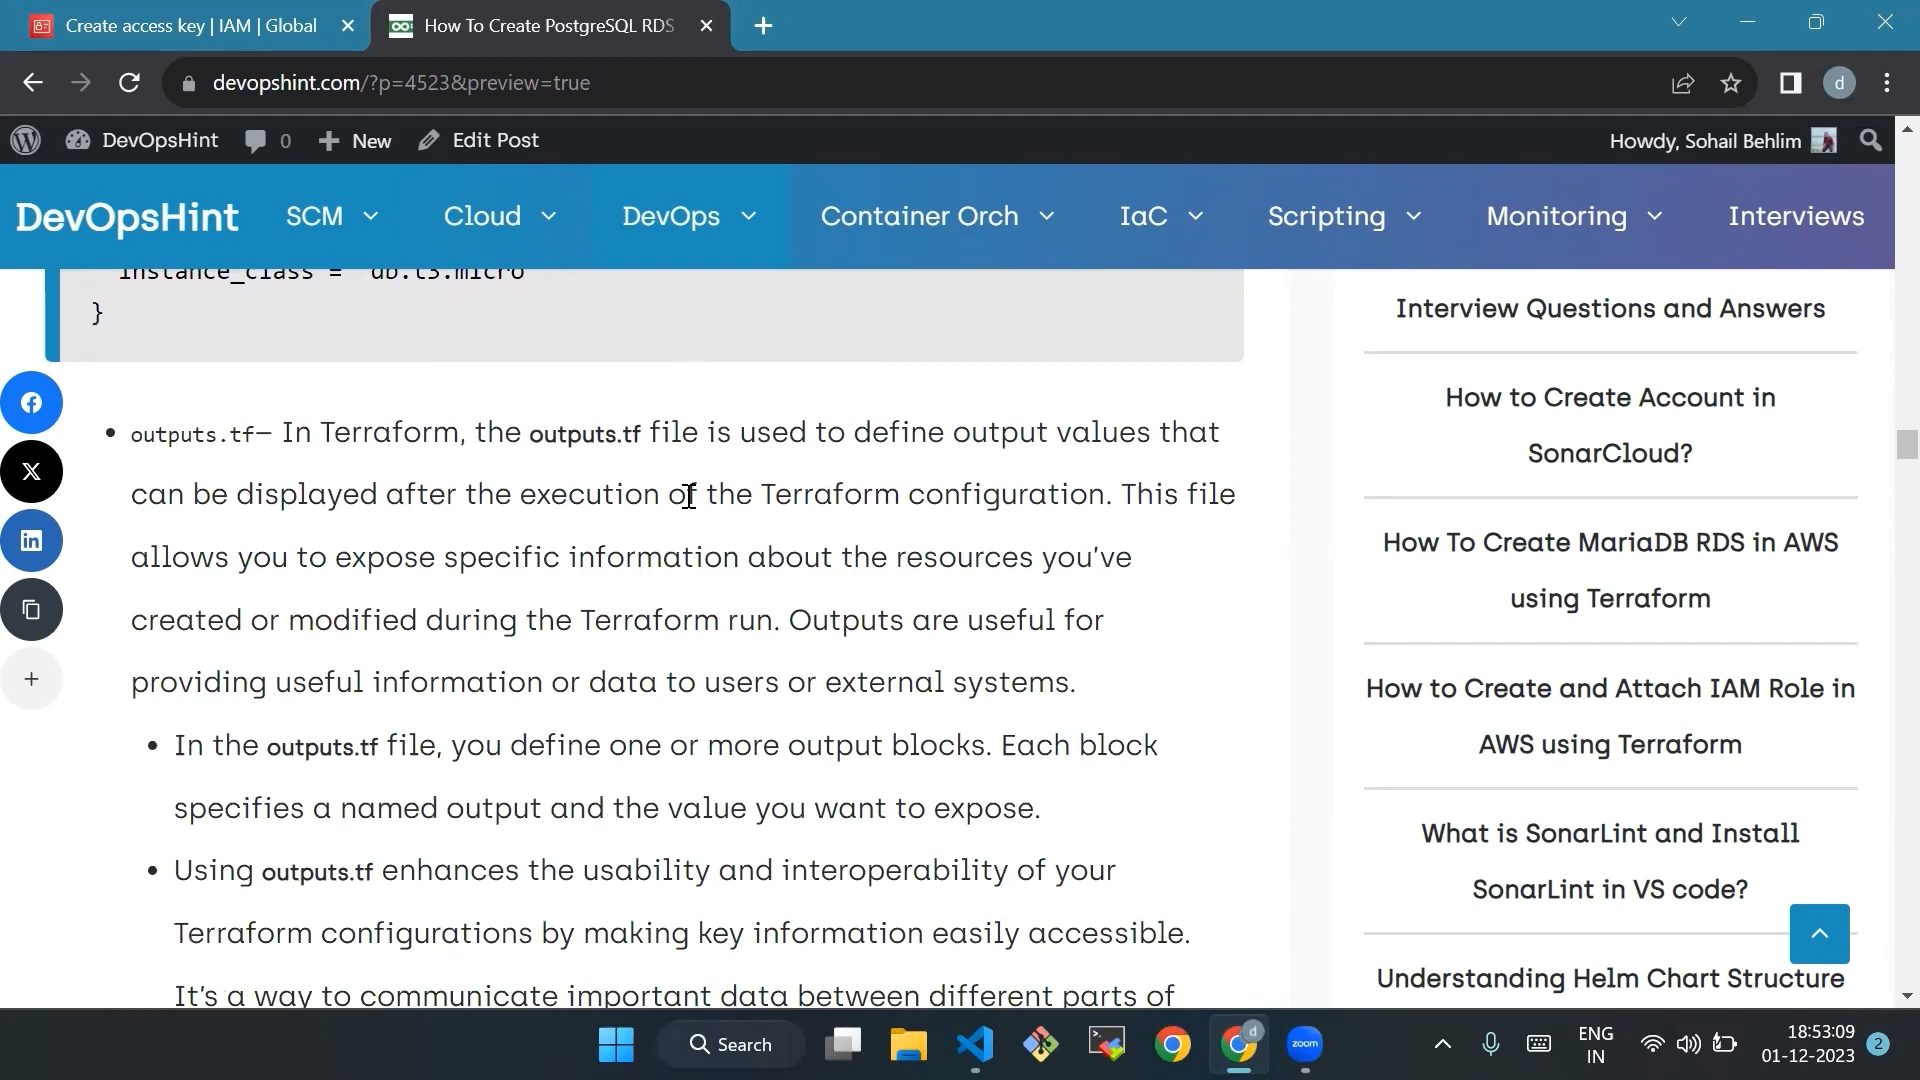 Create access key | IAM | Global
How To Create PostgreSQL RDS
devopshint.com/?p=4523&preview=true
d
DevOpsHint
0
New
Edit Post
Howdy, Sohail Behlim
DevOpsHint
SCM
Cloud
DevOps
Container Orch
IaC
Scripting
Monitoring
Interviews
instance_class = "db.t3.micro"
}
outputs.tf— In Terraform, the outputs.tf file is used to define output values that
can be displayed after the execution of the Terraform configuration. This file
allows you to expose specific information about the resources you’ve
created or modified during the Terraform run. Outputs are useful for
providing useful information or data to users or external systems.
In the outputs.tf file, you define one or more output blocks. Each block
specifies a named output and the value you want to expose.
Using outputs.tf enhances the usability and interoperability of your
Terraform configurations by making key information easily accessible.
It’s a way to communicate important data between different parts of
Interview Questions and Answers
How to Create Account in
SonarCloud?
How To Create MariaDB RDS in AWS
using Terraform
How to Create and Attach IAM Role in
AWS using Terraform
What is SonarLint and Install
SonarLint in VS code?
Understanding Helm Chart Structure
Search
d
zoom
ENG
IN
18:53:09
01-12-2023
2